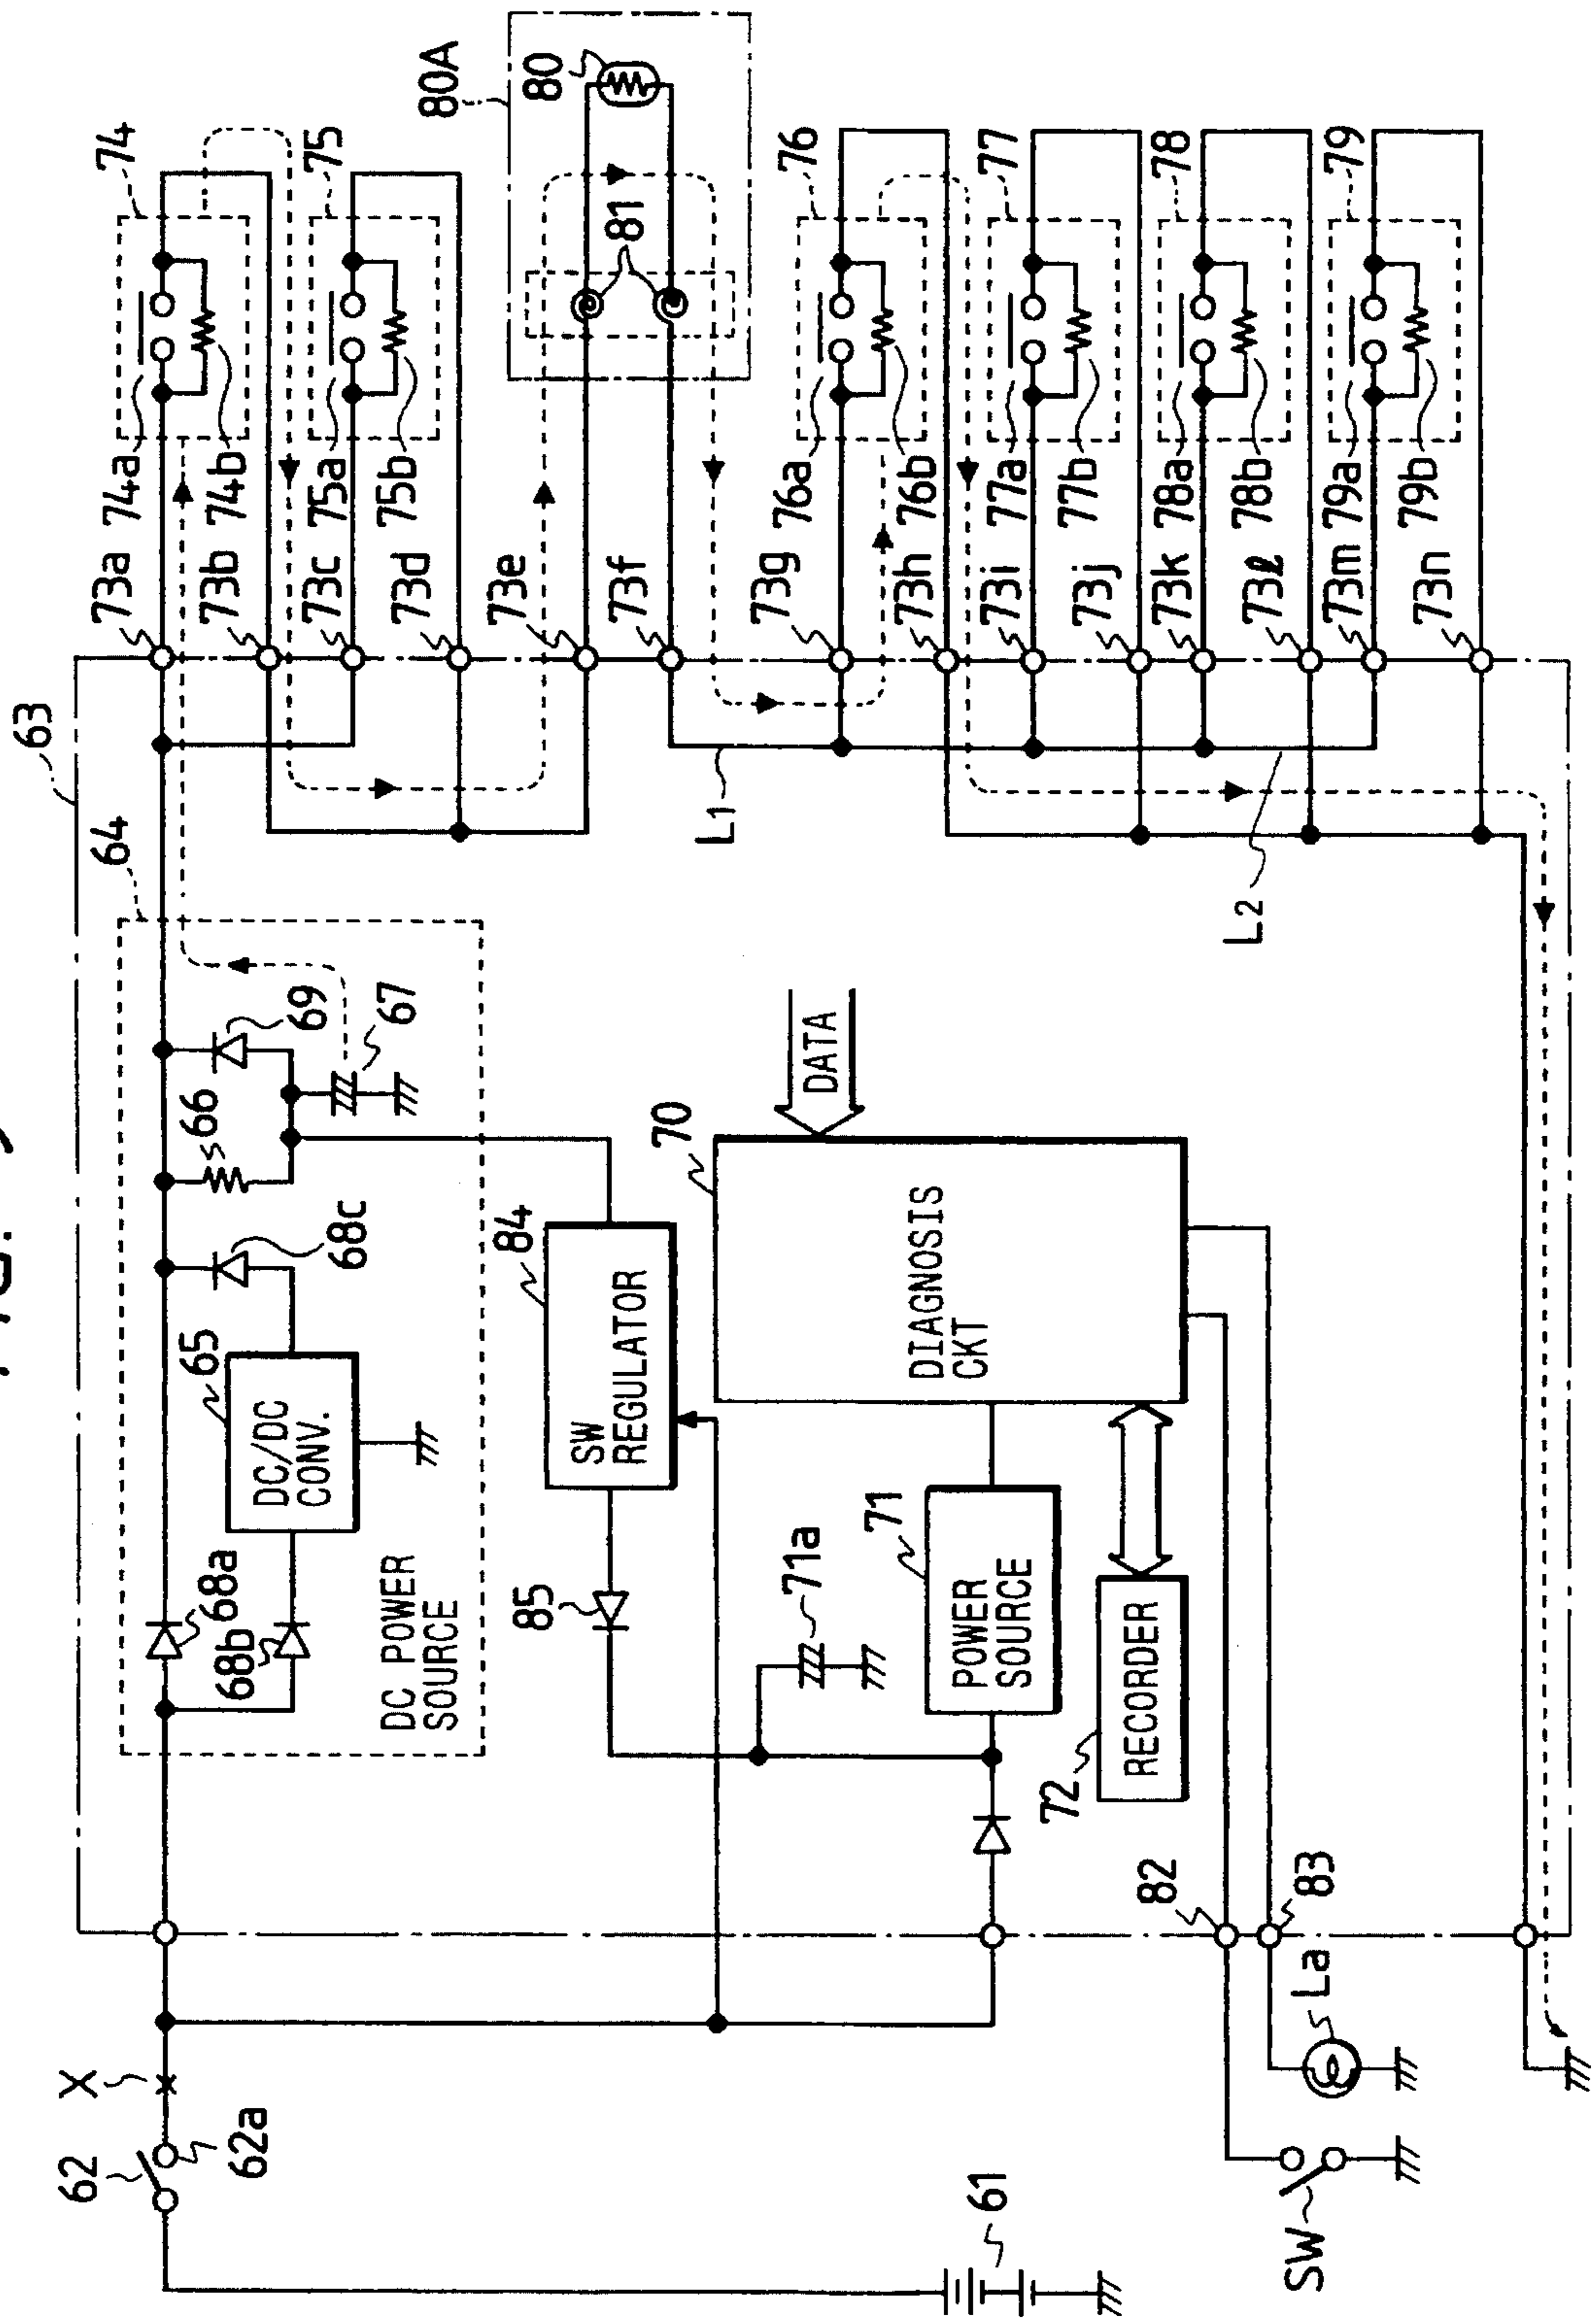 63
64
DC POWER
SOURCE
65
DC/DC
CONV.
66
67
68a
68b
68c
69
84
SW
REGULATOR
85
70
DIAGNOSIS
CKT
DATA
71
POWER
SOURCE
71a
72
RECORDER
62
62a
X
61
SW
La
82
83
L1
L2
73a
73b
73c
73d
73e
73f
73g
73h
73i
73j
73k
73ℓ
73m
73n
74
74a
74b
75
75a
75b
80A
80
81
76
76a
76b
77
77a
77b
78
78a
78b
79
79a
79b